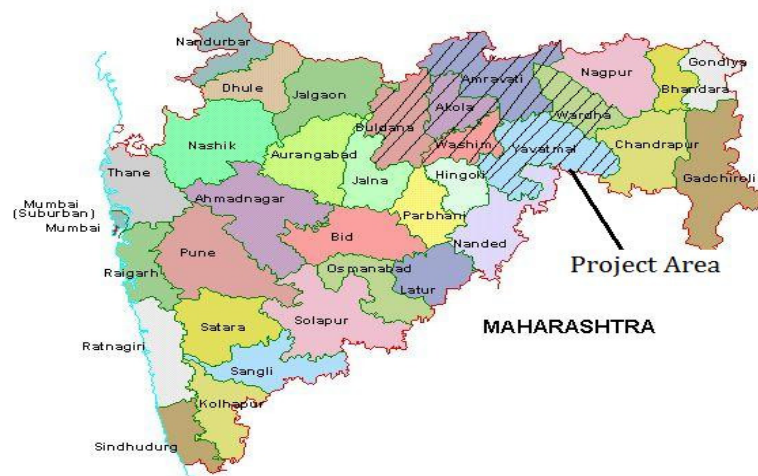 Nandurbar
Dhule
Jalgaon
Buldana
Akola
Amravati
Washim
Wardha
Yavatmal
Nagpur
Bhandara
Gondiya
Chandrapur
Gadchiroli
Nashik
Aurangabad
Jalna
Hingoli
Parbhani
Nanded
Thane
Mumbai
(Suburban)
Mumbai
Ahmadnagar
Bid
Pune
Raigarh
Osmanabad
Latur
Solapur
Satara
Ratnagiri
Sangli
Kolhapur
Sindhudurg
Project Area
MAHARASHTRA